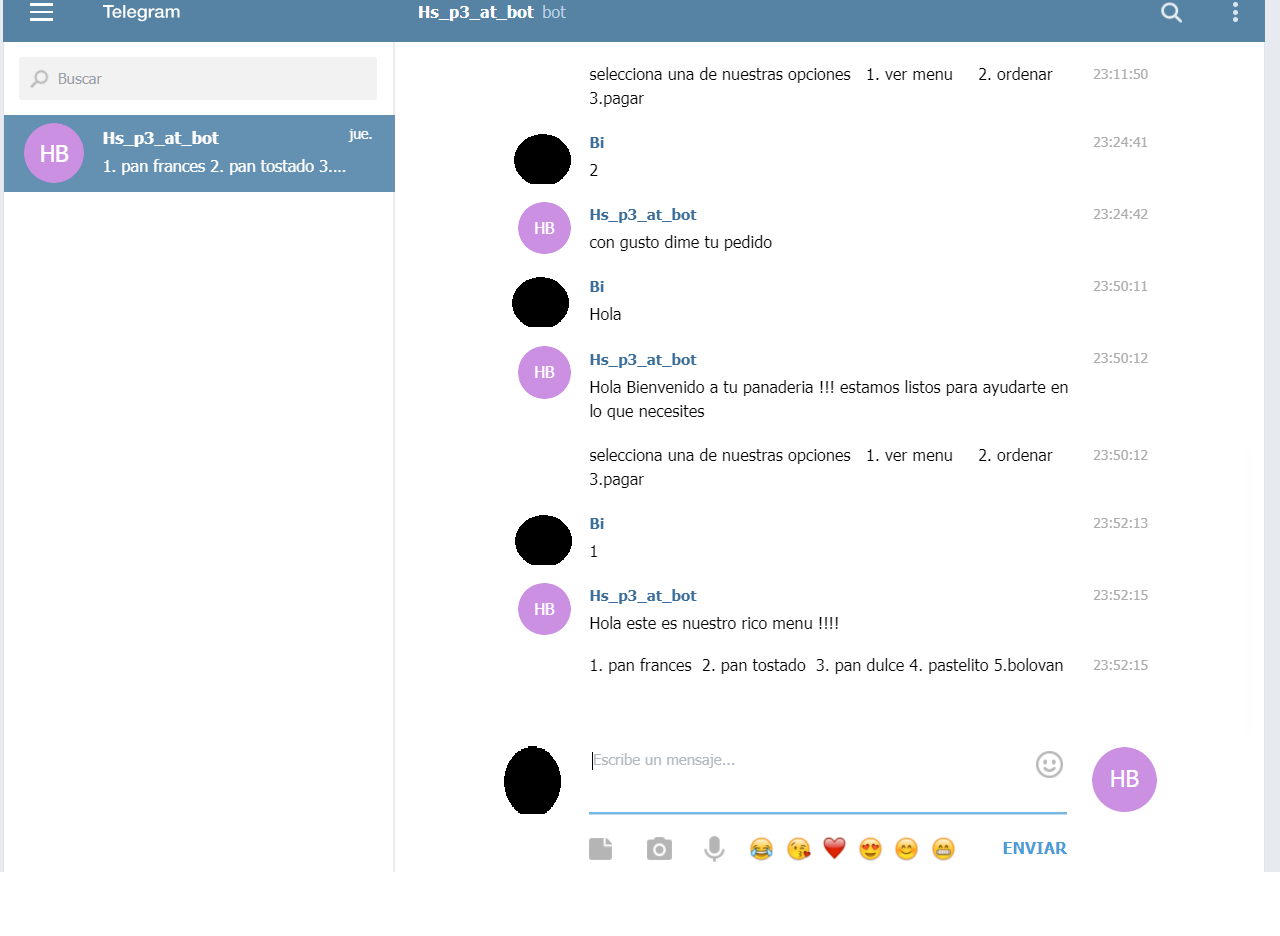 Telegram
Hs_p3_at_bot bot
Buscar
Hs_p3_at_bot jue.
HB
1. pan frances 2. pan tostado 3....
selecciona una de nuestras opciones 1. ver menu 2. ordenar 23:11:50
3.pagar
Bi 23:24:41
2
Hs_p3_at_bot 23:24:42
HB
con gusto dime tu pedido
Bi 23:50:11
Hola
Hs_p3_at_bot 23:50:12
HB
Hola Bienvenido a tu panaderia !!! estamos listos para ayudarte en
lo que necesites
selecciona una de nuestras opciones 1. ver menu 2. ordenar 23:50:12
3.pagar
Bi 23:52:13
1
Hs_p3_at_bot 23:52:15
HB
Hola este es nuestro rico menu !!!!
1. pan frances 2. pan tostado 3. pan dulce 4. pastelito 5.bolovan 23:52:15
Escribe un mensaje...
HB
ENVIAR